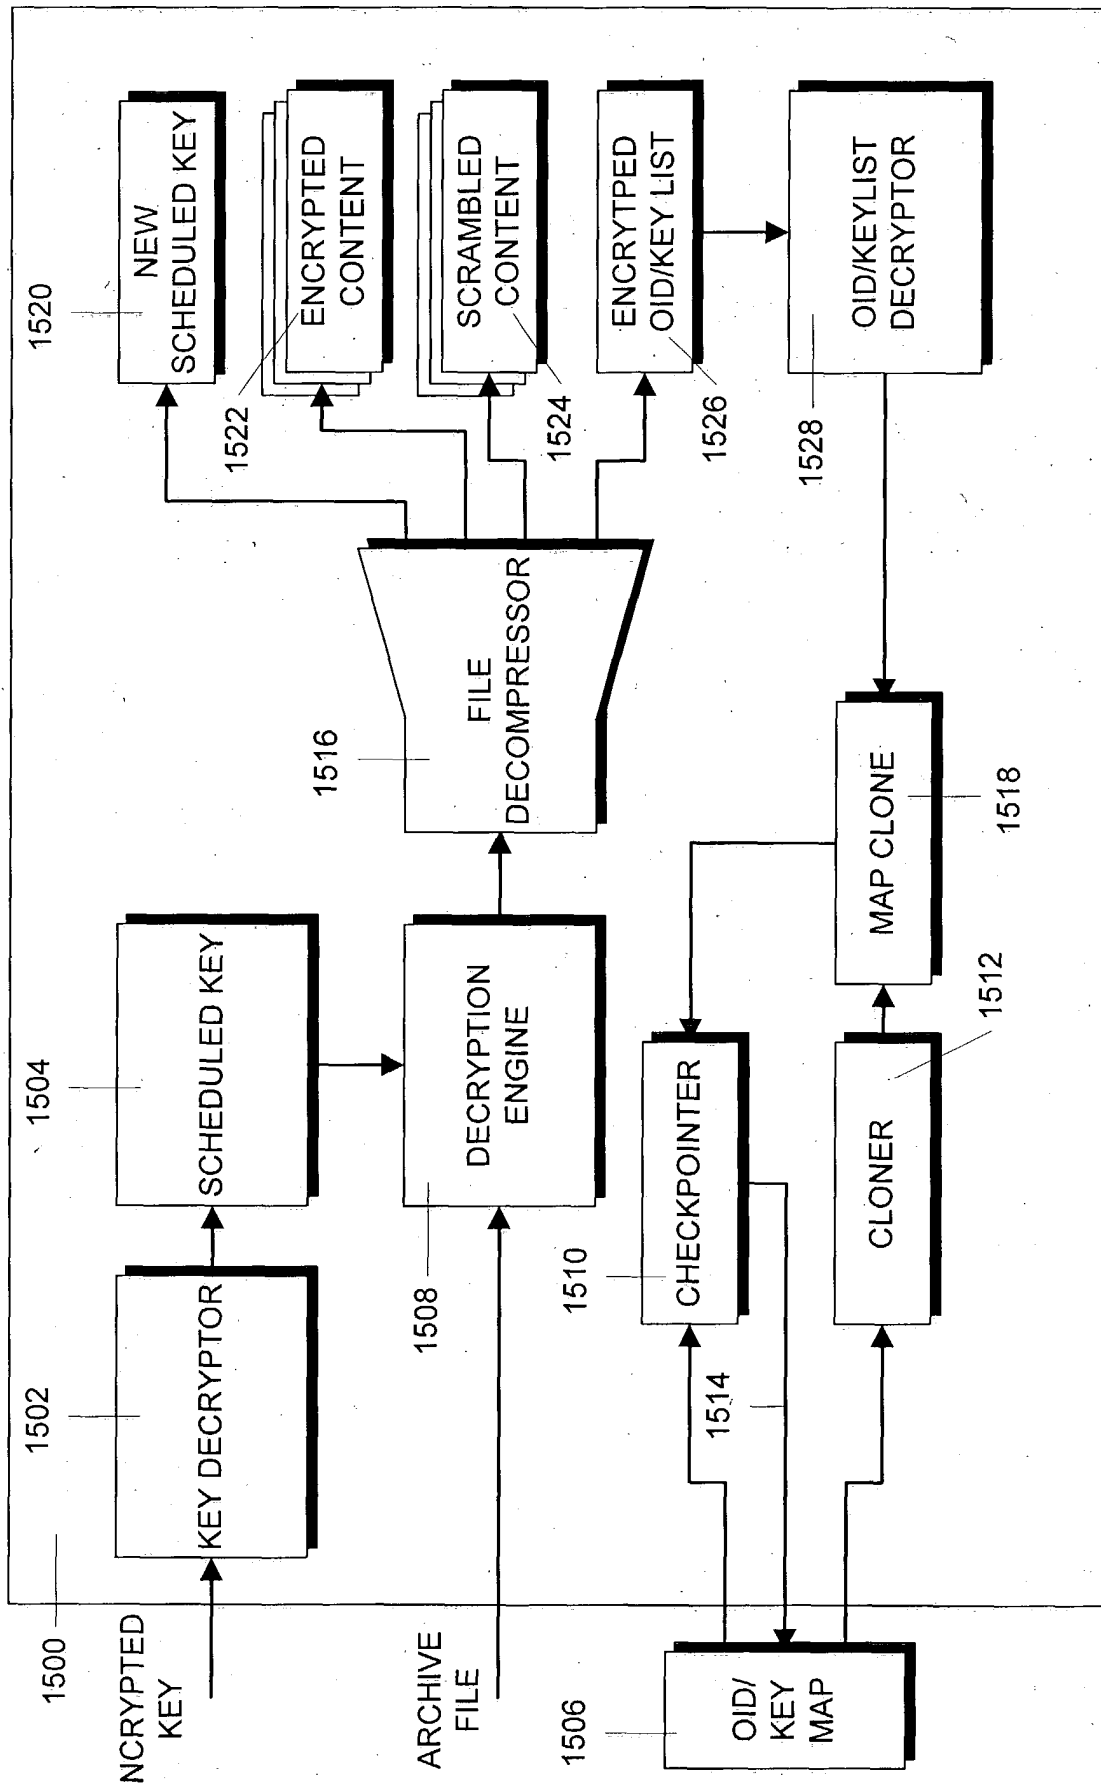 1500
1502
1504
1520
NCRYPTED
KEY
KEY DECRYPTOR
SCHEDULED KEY
NEW
SCHEDULED KEY
1522
ENCRYPTED
CONTENT
1516
ARCHIVE
FILE
1508
DECRYPTION
ENGINE
FILE
DECOMPRESSOR
SCRAMBLED
CONTENT
1524
1506
OID/
KEY
MAP
1510
1514
CHECKPOINTER
ENCRYTPED
OID/KEY LIST
1526
CLONER
1512
MAP CLONE
1518
1528
OID/KEYLIST
DECRYPTOR